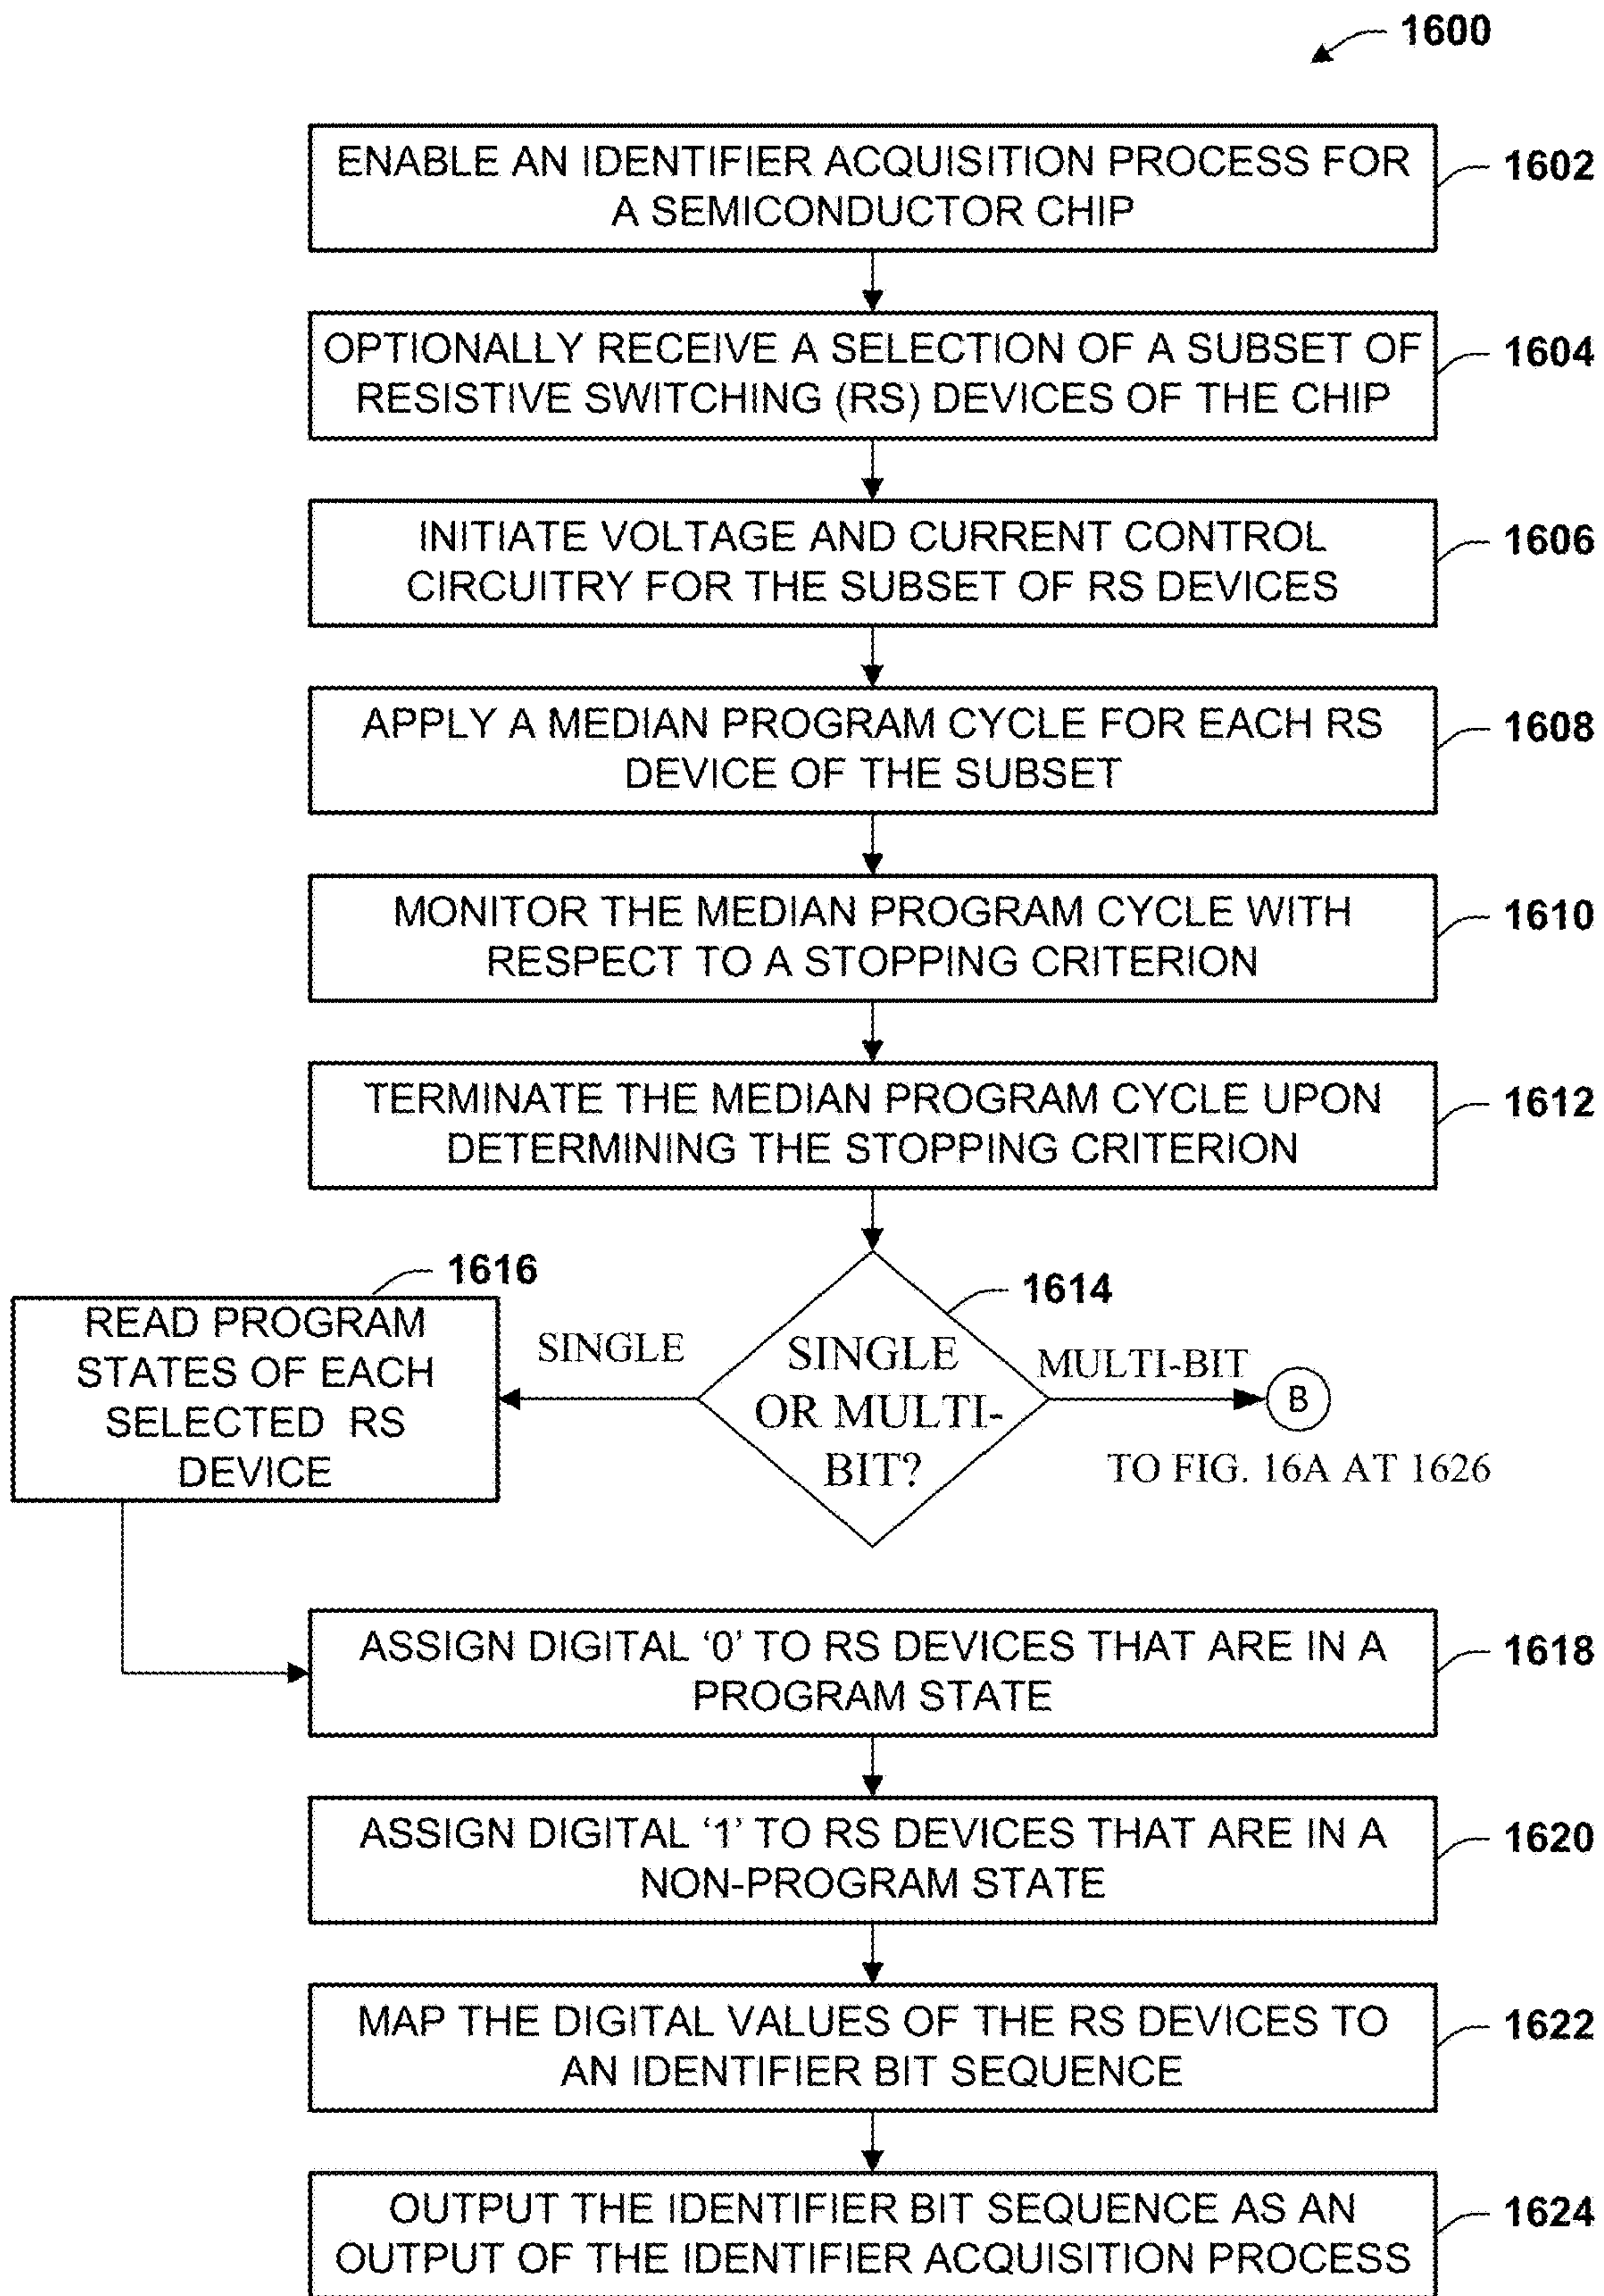 1600
ENABLE AN IDENTIFIER ACQUISITION PROCESS FOR
A SEMICONDUCTOR CHIP
1602
OPTIONALLY RECEIVE A SELECTION OF A SUBSET OF
RESISTIVE SWITCHING (RS) DEVICES OF THE CHIP
1604
INITIATE VOLTAGE AND CURRENT CONTROL
CIRCUITRY FOR THE SUBSET OF RS DEVICES
1606
APPLY A MEDIAN PROGRAM CYCLE FOR EACH RS
DEVICE OF THE SUBSET
1608
MONITOR THE MEDIAN PROGRAM CYCLE WITH
RESPECT TO A STOPPING CRITERION
1610
TERMINATE THE MEDIAN PROGRAM CYCLE UPON
DETERMINING THE STOPPING CRITERION
1612
1614
SINGLE
OR MULTI-
BIT?
SINGLE
MULTI-BIT
B
TO FIG. 16A AT 1626
1616
READ PROGRAM
STATES OF EACH
SELECTED RS
DEVICE
ASSIGN DIGITAL ‘0’ TO RS DEVICES THAT ARE IN A
PROGRAM STATE
1618
ASSIGN DIGITAL ‘1’ TO RS DEVICES THAT ARE IN A
NON-PROGRAM STATE
1620
MAP THE DIGITAL VALUES OF THE RS DEVICES TO
AN IDENTIFIER BIT SEQUENCE
1622
OUTPUT THE IDENTIFIER BIT SEQUENCE AS AN
OUTPUT OF THE IDENTIFIER ACQUISITION PROCESS
1624